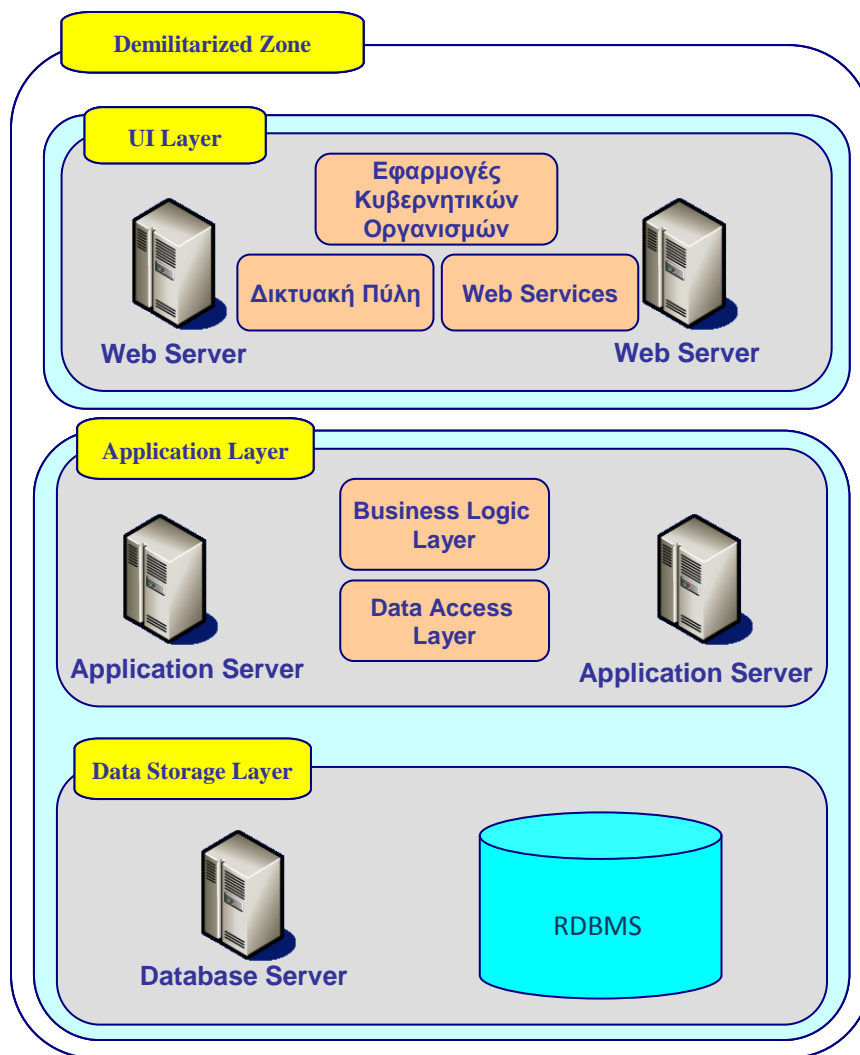 Demilitarized Zone
UI Layer
Εφαρμογές
Κυβερνητικών
Οργανισμών
Δικτυακή Πύλη
Web Services
Web Server
Web Server
Application Layer
Business Logic
Layer
Data Access
Layer
Application Server
Application Server
Data Storage Layer
RDBMS
Database Server